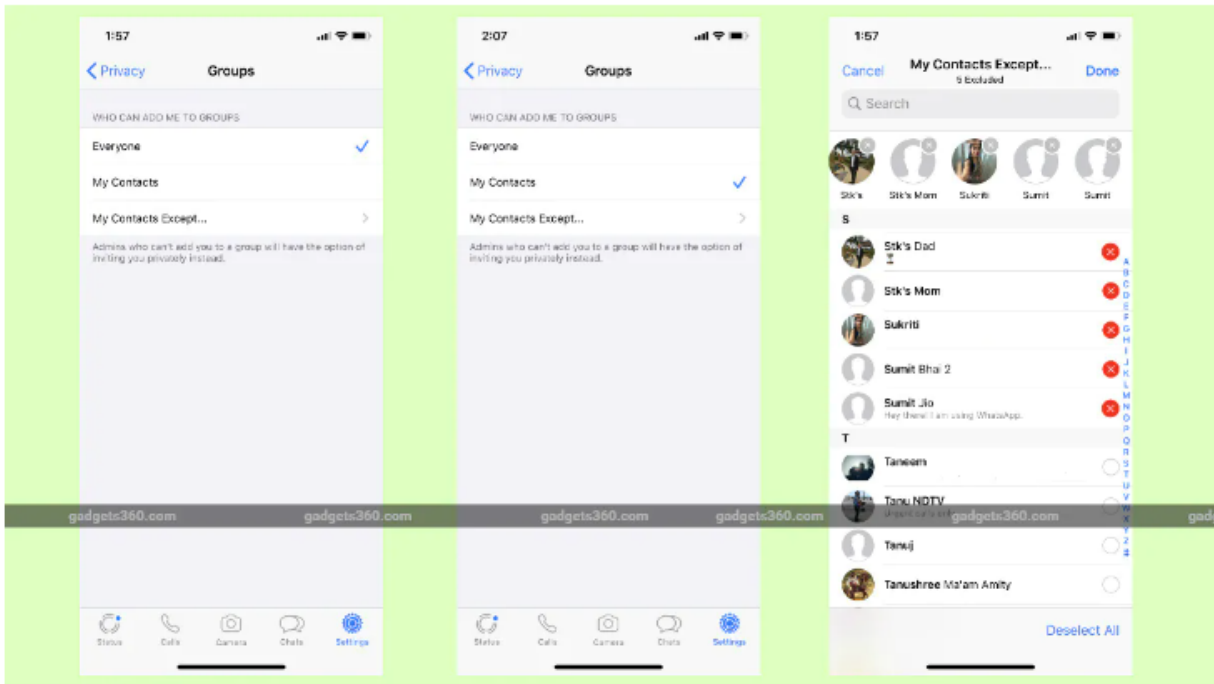 1:57
Privacy
Groups
WHO CAN ADD ME TO GROUPS
Everyone
My Contacts
My Contacts Except...
Admins who can't add you to a group will have the option of
inviting you privately instead.
Status
Calls
Camera
Chats
Settings
2:07
Privacy
Groups
WHO CAN ADD ME TO GROUPS
Everyone
My Contacts
My Contacts Except...
Admins who can't add you to a group will have the option of
inviting you privately instead.
Status
Calls
Camera
Chats
Settings
1:57
Cancel
My Contacts Except...
5 Excluded
Done
Search
Stk's
Stk's Mom
Sukriti
Sumit
Sumit
S
Stk's Dad
Stk's Mom
Sukriti
Sumit Bhai 2
Sumit Jio
Hey there! I am using WhatsApp.
T
Taneem
Tanu NDTV
Tanuj
Tanushree Ma'am Amity
A
B
C
D
E
F
G
H
I
J
K
L
M
N
O
P
Q
R
S
T
U
V
W
X
Y
Z
#
Deselect All
gadgets360.com
gadgets360.com
gadgets360.com
gadgets360.com
gadgets360.com
gad